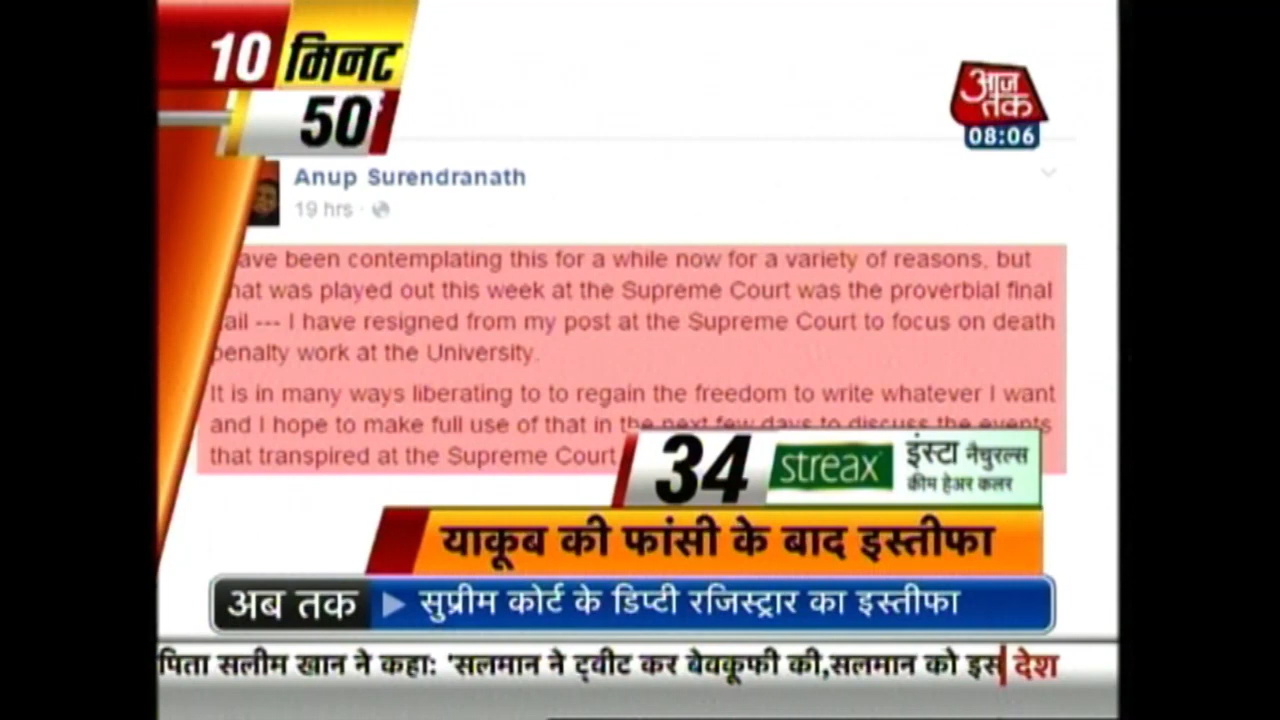 10 मिनट
50
आज
तक
08:06
Anup Surendranath
19 hrs
ave been contemplating this for a while now for a variety of reasons, but
hat was played out this week at the Supreme Court was the proverbial final
ail --- I have resigned from my post at the Supreme Court to focus on death
penalty work at the University.
It is in many ways liberating to to regain the freedom to write whatever I want
and I hope to make full use of that in the next few days to discuss the events
that transpired at the Supreme Court
34 streax इंस्टा नैचुरल्स
क्रीम हेअर कलर
याकूब की फांसी के बाद इस्तीफा
अब तक सुप्रीम कोर्ट के डिप्टी रजिस्ट्रार का इस्तीफा
पिता सलीम खान ने कहा: 'सलमान ने ट्वीट कर बेवकूफी की,सलमान को इस देश